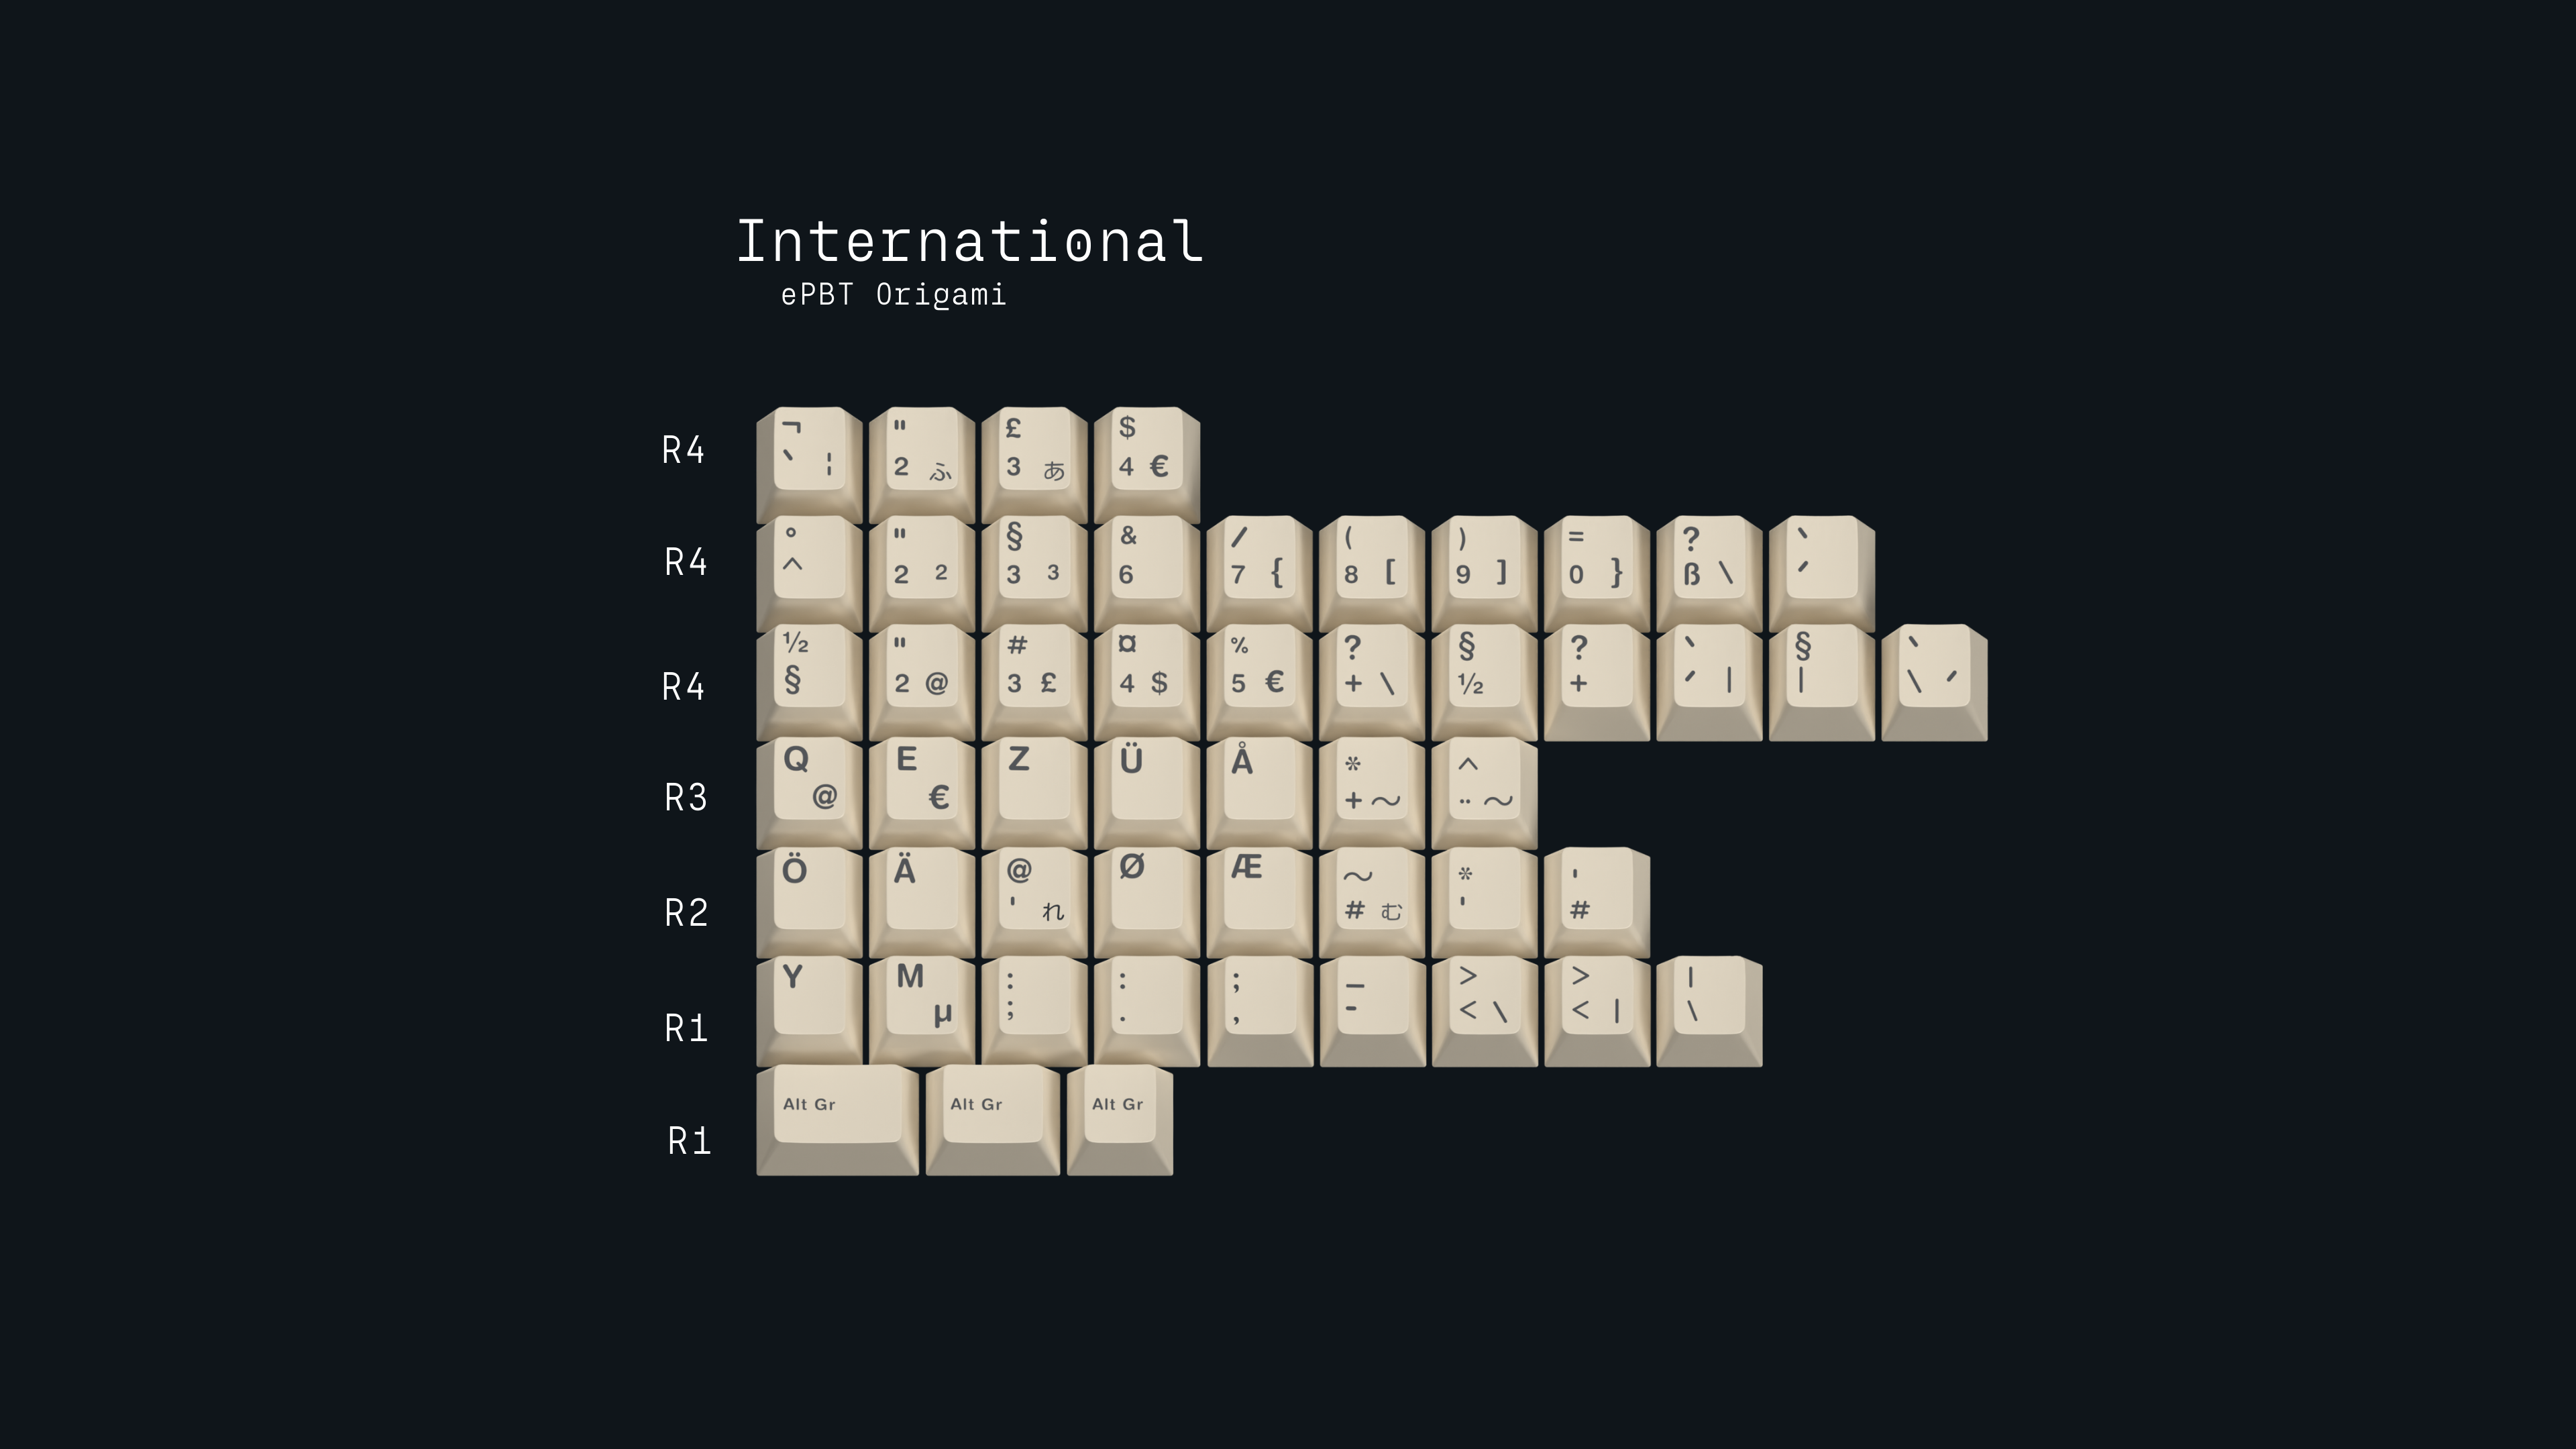 International
ePBT Origami
R4
¬ " £ $
` ¦ 2 ふ 3 あ 4 €
R4
° " § & / ( ) = ? `
^ 2 2 3 3 6 7 { 8 [ 9 ] 0 } ß \ ´
R4
½ " # ¤ % ? § ? ` § `
§ 2 @ 3 £ 4 $ 5 € + \ ½ + ´ | | \ ´
R3
Q E Z Ü Å * ^
@ € + ~ ¨ ~
R2
Ö Ä @ Ø Æ ~ * '
' れ # む ' #
R1
Y M : : ; _ > > |
µ ; . , - < \ < | \
R1
Alt Gr Alt Gr Alt Gr